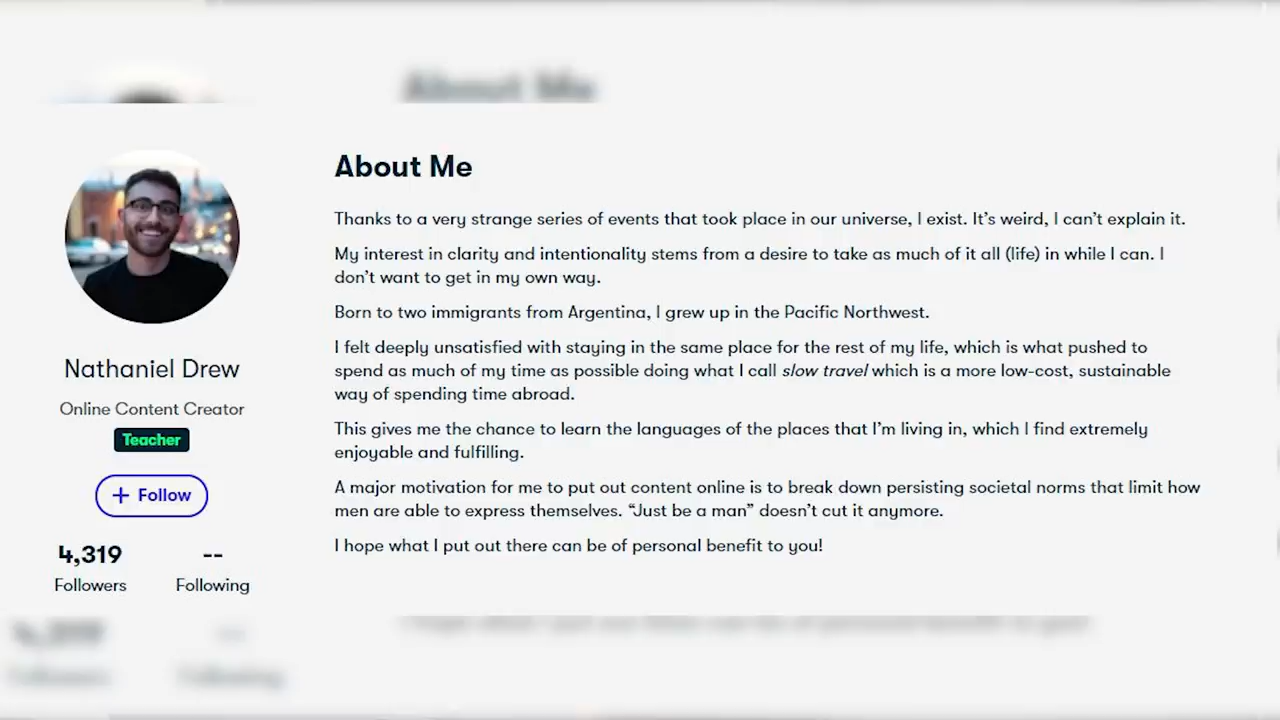 About Me
Thanks to a very strange series of events that took place in our universe, I exist. It's weird, I can't explain it.
My interest in clarity and intentionality stems from a desire to take as much of it all (life) in while I can. I
don't want to get in my own way.
Born to two immigrants from Argentina, I grew up in the Pacific Northwest.
I felt deeply unsatisfied with staying in the same place for the rest of my life, which is what pushed to
spend as much of my time as possible doing what I call slow travel which is a more low-cost, sustainable
way of spending time abroad.
This gives me the chance to learn the languages of the places that I'm living in, which I find extremely
enjoyable and fulfilling.
A major motivation for me to put out content online is to break down persisting societal norms that limit how
men are able to express themselves. “Just be a man” doesn't cut it anymore.
I hope what I put out there can be of personal benefit to you!
Nathaniel Drew
Online Content Creator
Teacher
+ Follow
4,319 --
Followers Following